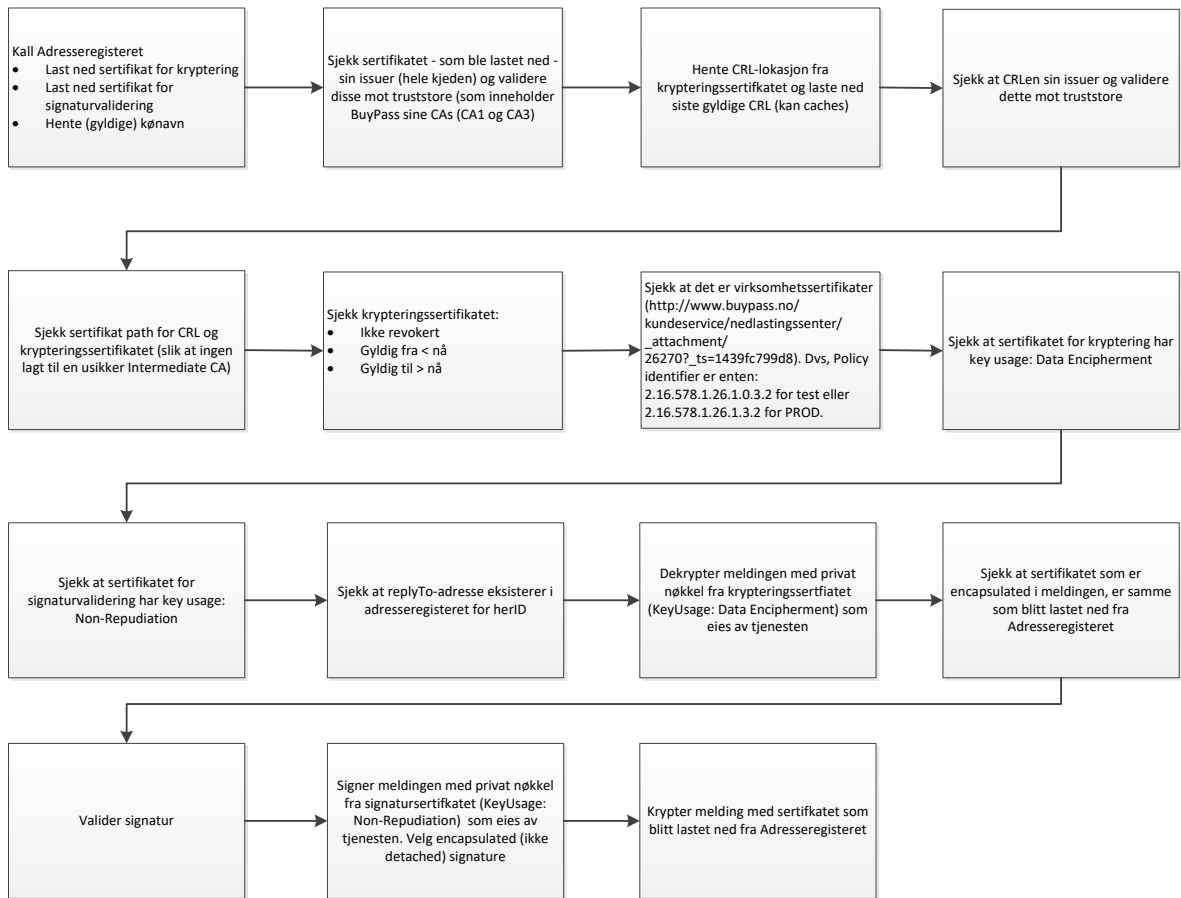 Kall Adresseregisteret
• Last ned sertifikat for kryptering
• Last ned sertifikat for
signaturvalidering
• Hente (gyldige) kønavn
Sjekk sertifikatet - som ble lastet ned -
sin issuer (hele kjeden) og validere
disse mot truststore (som inneholder
BuyPass sine CAs (CA1 og CA3)
Hente CRL-lokasjon fra
krypteringssertifkatet og laste ned
siste gyldige CRL (kan caches)
Sjekk at CRLen sin issuer og validere
dette mot truststore
Sjekk sertifikat path for CRL og
krypteringssertifikatet (slik at ingen
lagt til en usikker Intermediate CA)
Sjekk krypteringssertifikatet:
• Ikke revokert
• Gyldig fra < nå
• Gyldig til > nå
Sjekk at det er virksomhetssertifikater
(http://www.buypass.no/
kundeservice/nedlastingssenter/
_attachment/
26270?_ts=1439fc799d8). Dvs, Policy
identifier er enten:
2.16.578.1.26.1.0.3.2 for test eller
2.16.578.1.26.1.3.2 for PROD.
Sjekk at sertifikatet for kryptering har
key usage: Data Encipherment
Sjekk at sertifikatet for
signaturvalidering har key usage:
Non-Repudiation
Sjekk at replyTo-adresse eksisterer i
adresseregisteret for herID
Dekrypter meldingen med privat
nøkkel fra krypteringssertfiatet
(KeyUsage: Data Encipherment) som
eies av tjenesten
Sjekk at sertifikatet som er
encapsulated i meldingen, er samme
som blitt lastet ned fra
Adresseregisteret
Valider signatur
Signer meldingen med privat nøkkel
fra signatursertifkatet (KeyUsage:
Non-Repudiation) som eies av
tjenesten. Velg encapsulated (ikke
detached) signature
Krypter melding med sertifkatet som
blitt lastet ned fra Adresseregisteret